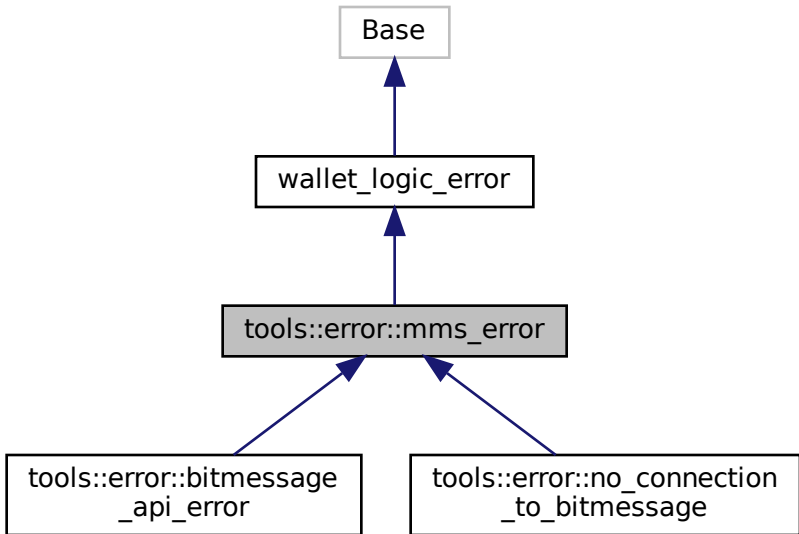 Base
wallet_logic_error
tools::error::mms_error
tools::error::bitmessage
_api_error
tools::error::no_connection
_to_bitmessage